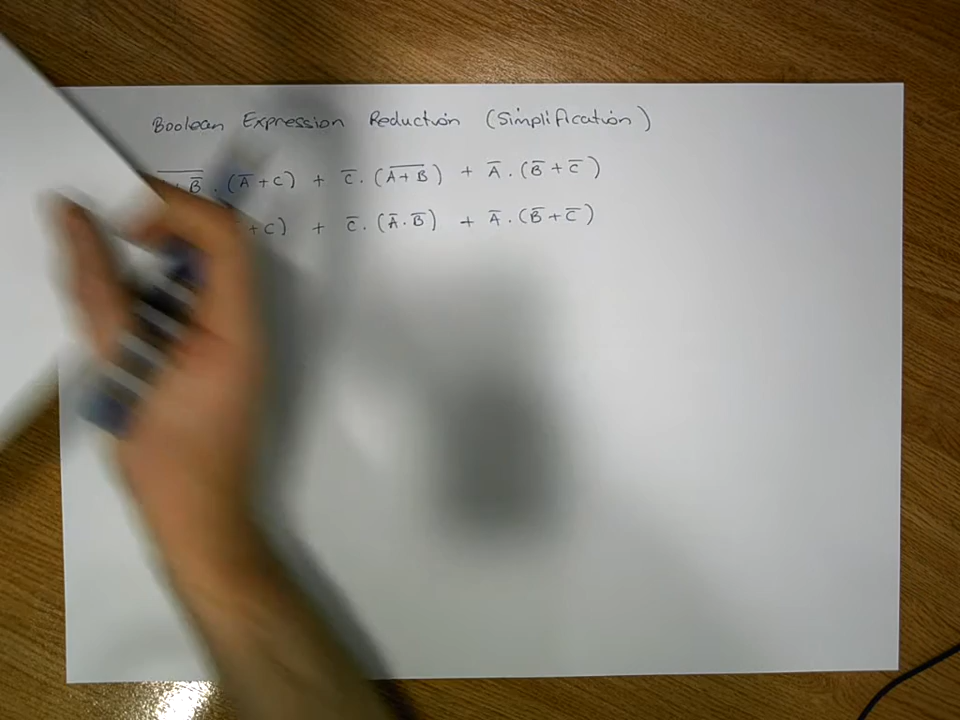 Boolean Expression Reduction (Simplification)
+ B̅ . (A̅ + C) + C̅ . (A̅ ̅+̅ ̅B̅) + A̅ . (B̅ + C̅)
+ C) + C̅ . (A̅ . B̅) + A̅ . (B̅ + C̅)